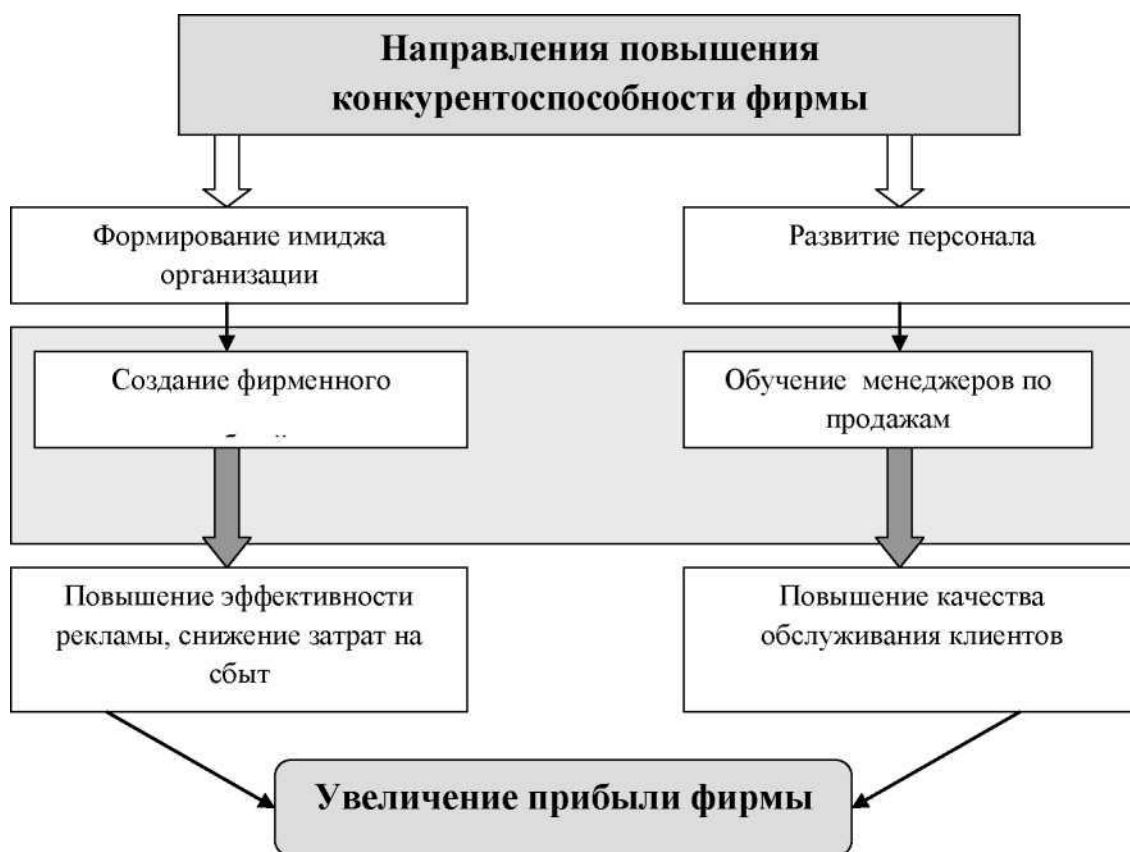 Направления повышения
конкурентоспособности фирмы
Формирование имиджа
организации
Развитие персонала
Создание фирменного
Обучение менеджеров по
продажам
Повышение эффективности
рекламы, снижение затрат на
сбыт
Повышение качества
обслуживания клиентов
Увеличение прибыли фирмы